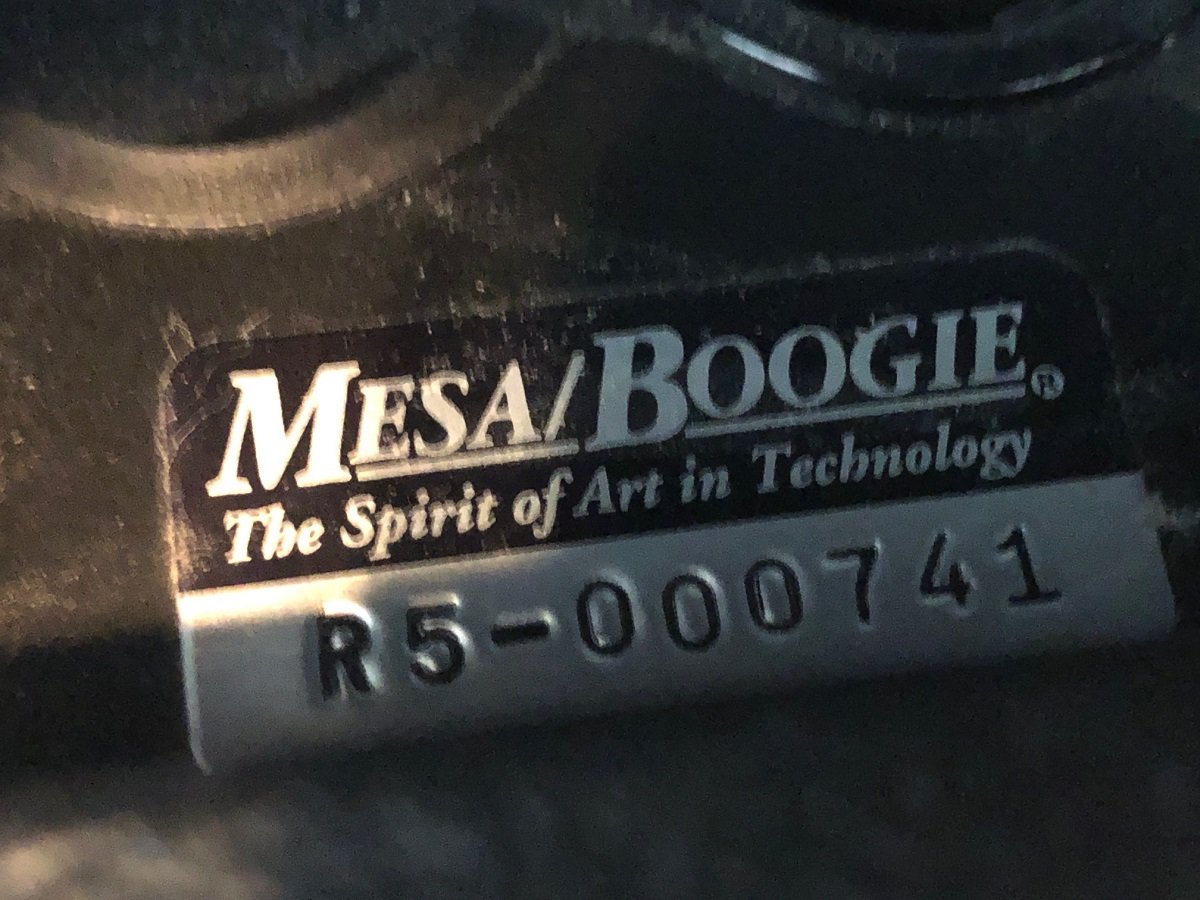 MESA/BOOGIE®
The Spirit of Art in Technology
R5-000741